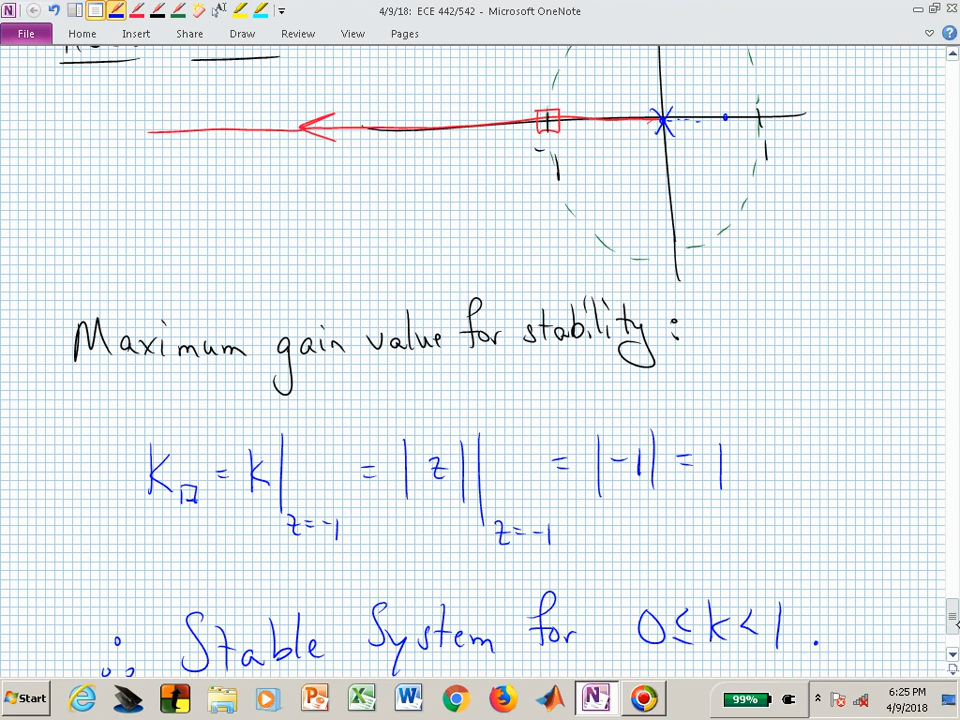 4/9/18: ECE 442/542 - Microsoft OneNote
File Home Insert Share Draw Review View Pages
-1
1
Maximum gain value for stability:
K□ = K|z=-1 = |z||z=-1 = |-1| = 1
∴ Stable System for 0≤K<1.
Start
99%
6:25 PM
4/9/2018